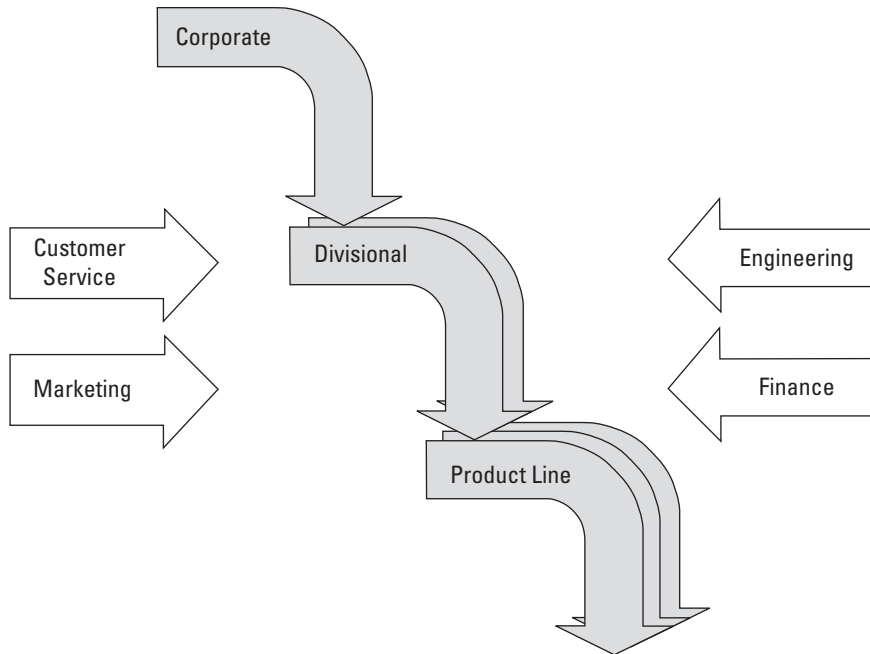 Corporate
Customer
Service
Divisional
Engineering
Marketing
Finance
Product Line